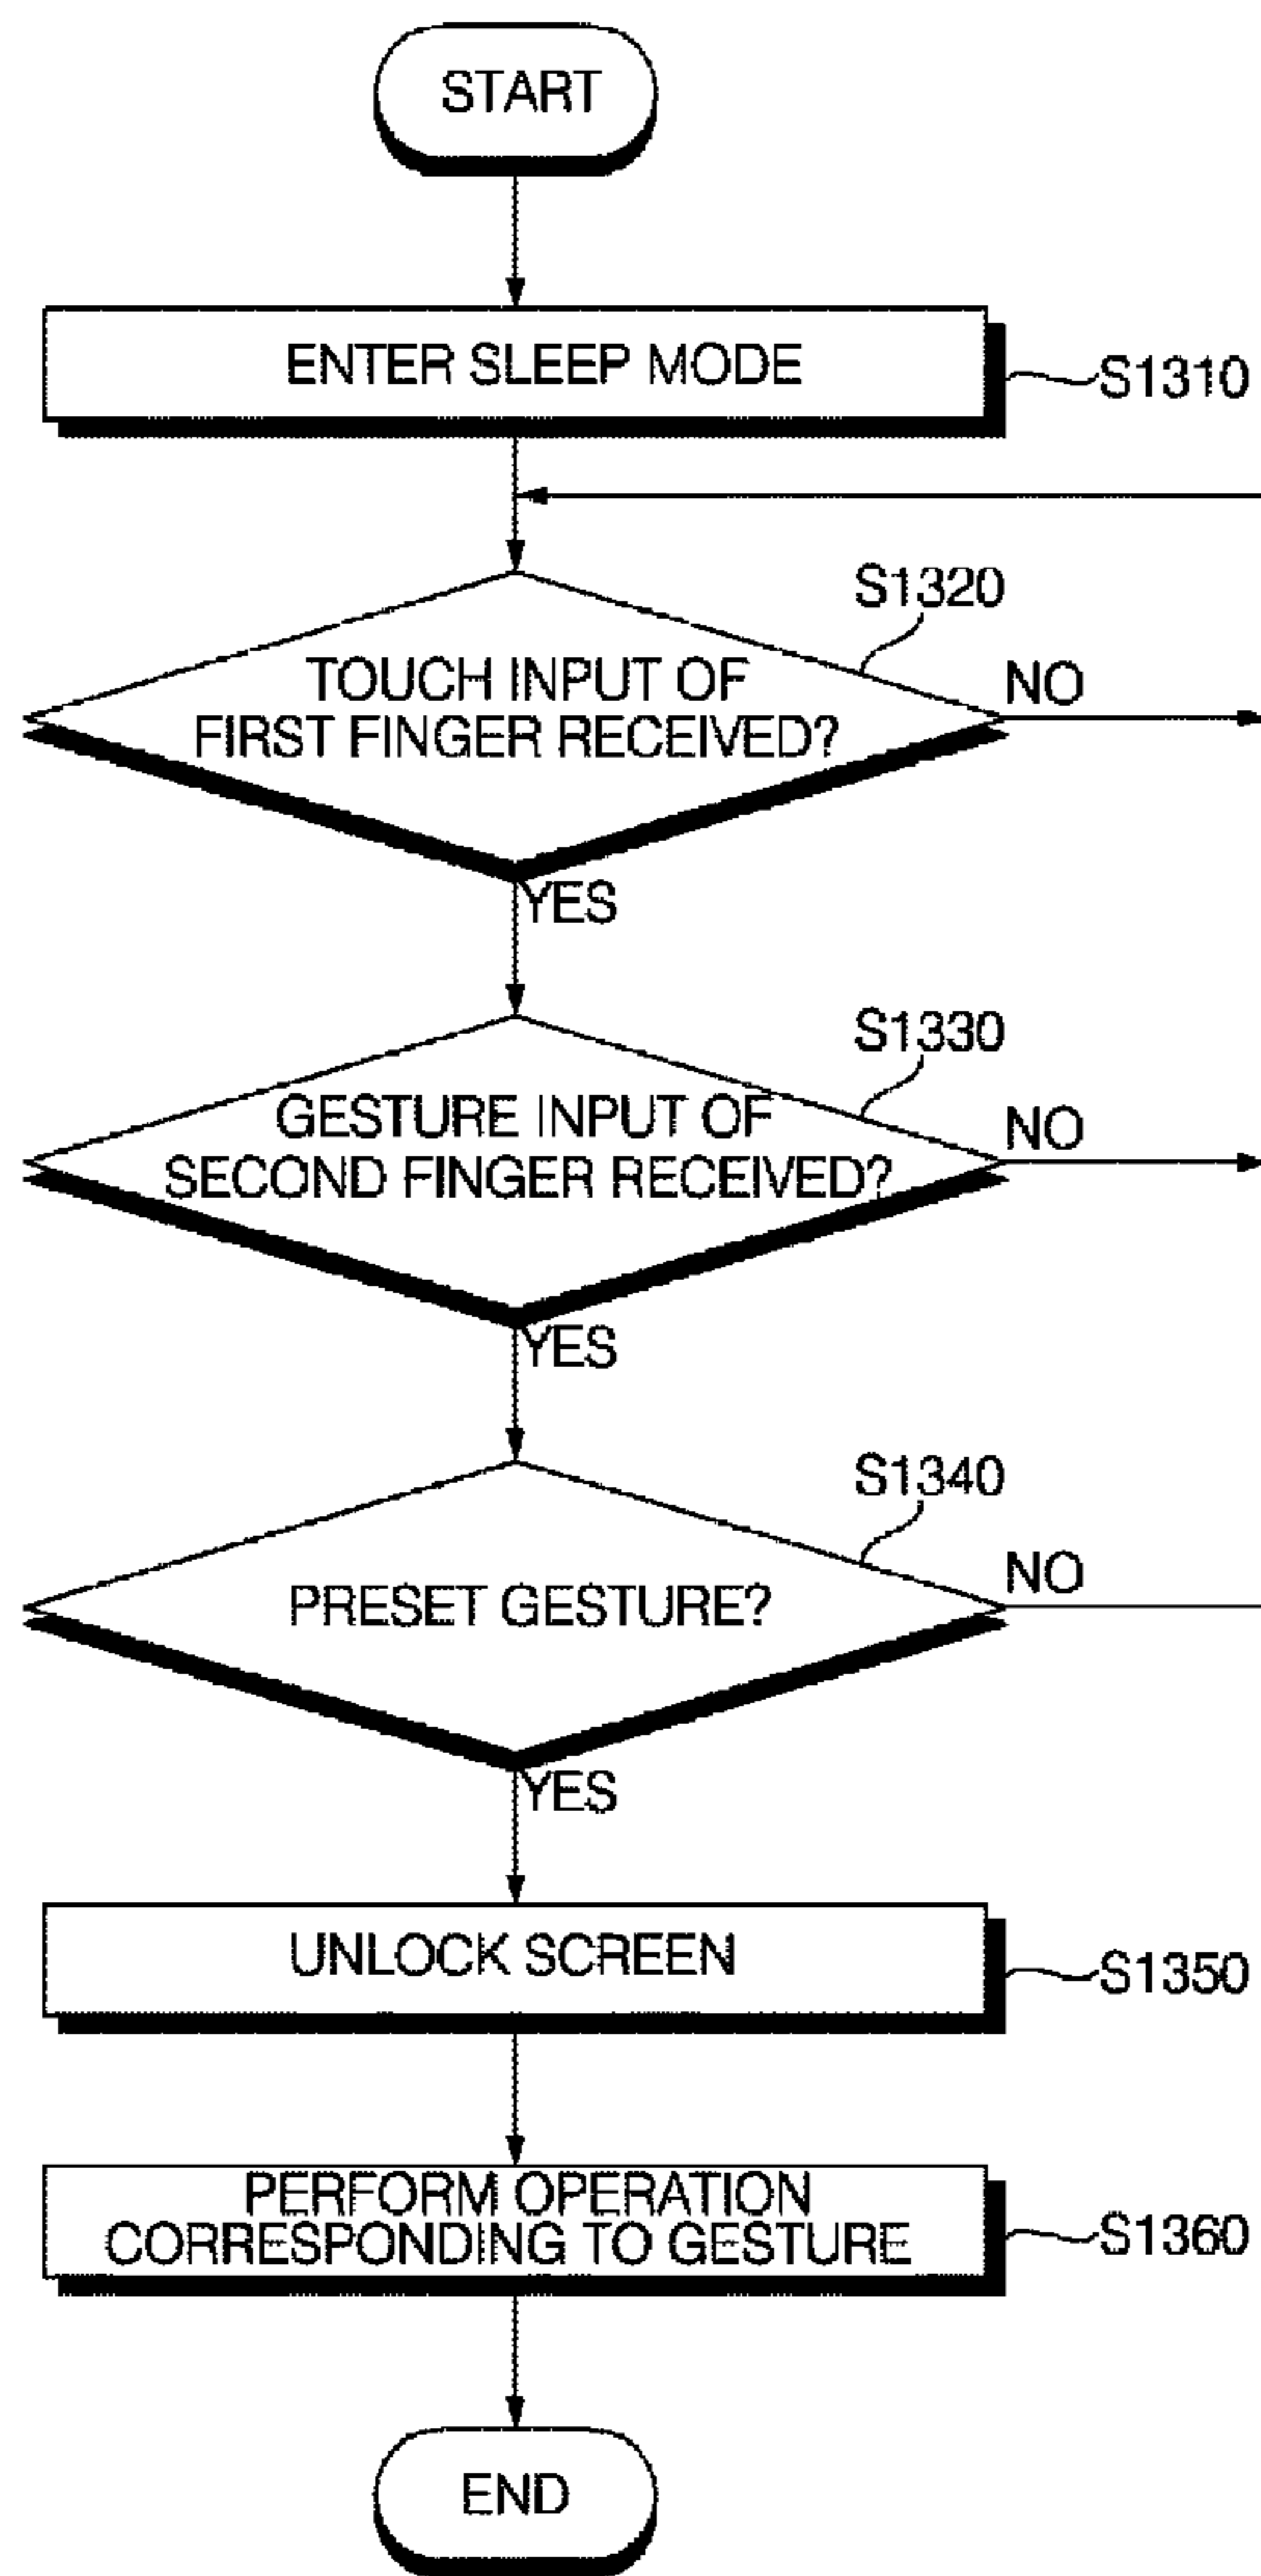 START
ENTER SLEEP MODE
S1310
S1320
TOUCH INPUT OF
FIRST FINGER RECEIVED?
NO
YES
S1330
GESTURE INPUT OF
SECOND FINGER RECEIVED?
NO
YES
S1340
PRESET GESTURE?
NO
YES
UNLOCK SCREEN
S1350
PERFORM OPERATION
CORRESPONDING TO GESTURE
S1360
END